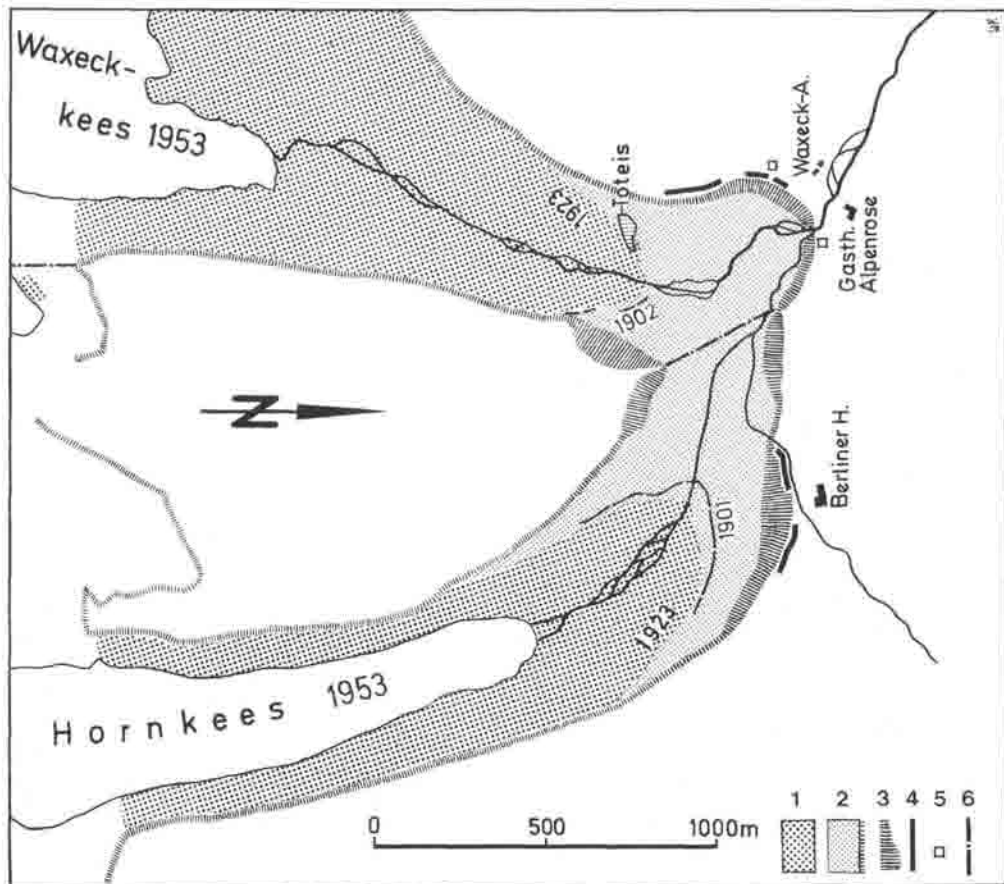 Waxeck-
kees 1953
1923
Toteis
Waxeck-A.
Gasth.
Alpenrose
1902
N
Berliner H.
1901
1923
Hornkees 1953
0 500 1000m
1 2 3 4 5 6